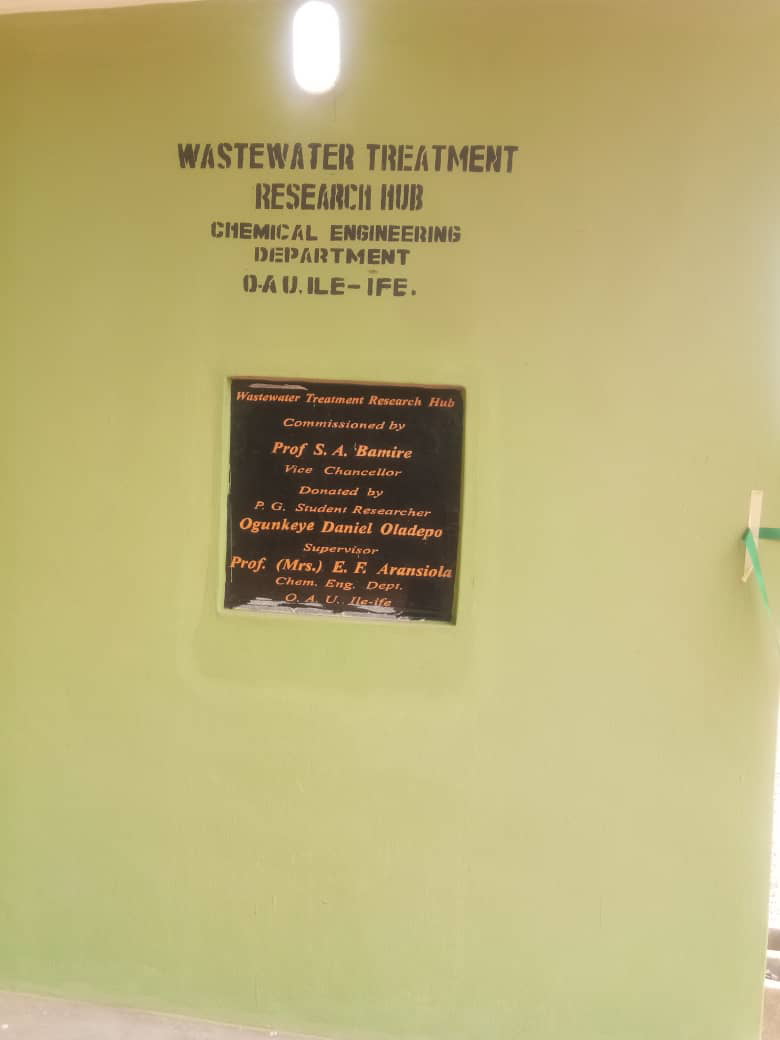 WASTEWATER TREATMENT
RESEARCH HUB
CHEMICAL ENGINEERING
DEPARTMENT
O.A U. ILE-IFE.
Wastewater Treatment Research Hub
Commissioned by
Prof S. A. Bamire
Vice Chancellor
Donated by
P. G. Student Researcher
Ogunkeye Daniel Oladepo
Supervisor
Prof. (Mrs.) E. F. Aransiola
Chem. Eng. Dept.
O. A. U. Ile-ife